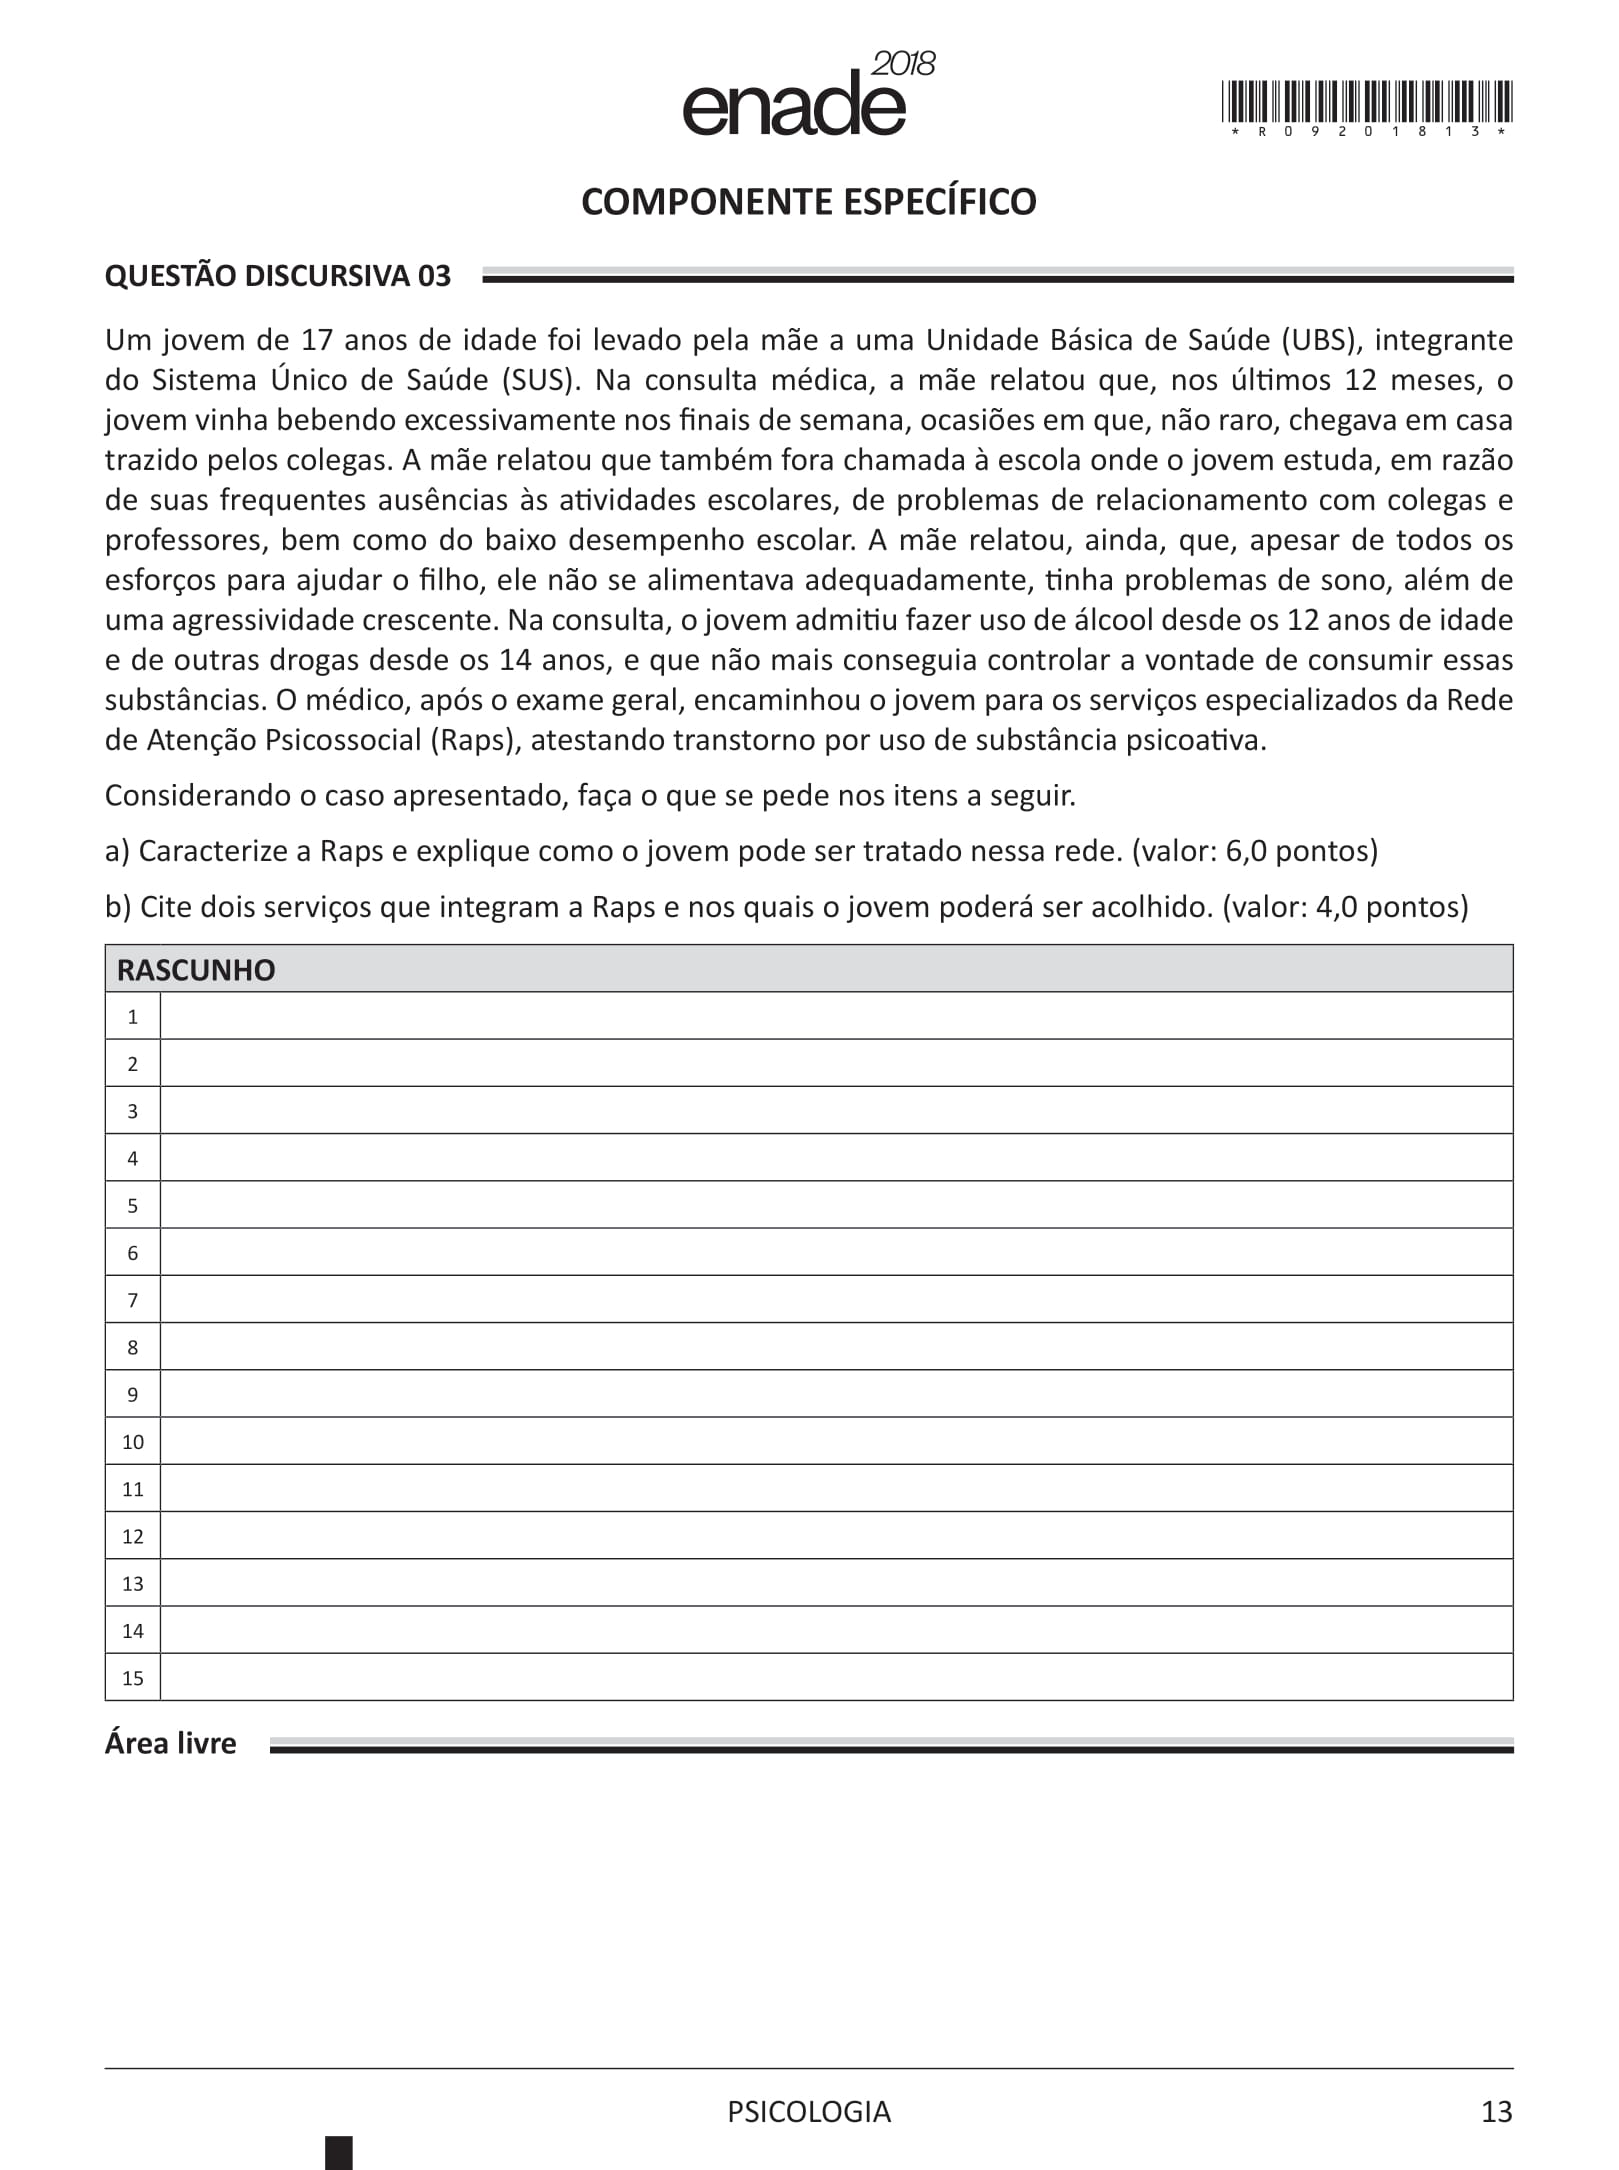 enade 2018
*R09201813*
COMPONENTE ESPECÍFICO
QUESTÃO DISCURSIVA 03
Um jovem de 17 anos de idade foi levado pela mãe a uma Unidade Básica de Saúde (UBS), integrante
do Sistema Único de Saúde (SUS). Na consulta médica, a mãe relatou que, nos últimos 12 meses, o
jovem vinha bebendo excessivamente nos finais de semana, ocasiões em que, não raro, chegava em casa
trazido pelos colegas. A mãe relatou que também fora chamada à escola onde o jovem estuda, em razão
de suas frequentes ausências às atividades escolares, de problemas de relacionamento com colegas e
professores, bem como do baixo desempenho escolar. A mãe relatou, ainda, que, apesar de todos os
esforços para ajudar o filho, ele não se alimentava adequadamente, tinha problemas de sono, além de
uma agressividade crescente. Na consulta, o jovem admitiu fazer uso de álcool desde os 12 anos de idade
e de outras drogas desde os 14 anos, e que não mais conseguia controlar a vontade de consumir essas
substâncias. O médico, após o exame geral, encaminhou o jovem para os serviços especializados da Rede
de Atenção Psicossocial (Raps), atestando transtorno por uso de substância psicoativa.
Considerando o caso apresentado, faça o que se pede nos itens a seguir.
a) Caracterize a Raps e explique como o jovem pode ser tratado nessa rede. (valor: 6,0 pontos)
b) Cite dois serviços que integram a Raps e nos quais o jovem poderá ser acolhido. (valor: 4,0 pontos)
RASCUNHO
1
2
3
4
5
6
7
8
9
10
11
12
13
14
15
Área livre
PSICOLOGIA
13